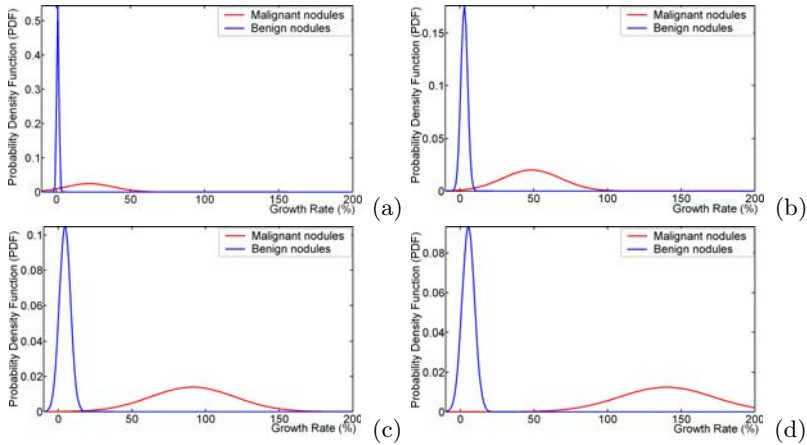 Probability Density Function (PDF)
0.5
0.4
0.3
0.2
0.1
0
0
50
100
150
200
Growth Rate (%)
Malignant nodules
Benign nodules
(a)
Probability Density Function (PDF)
0.15
0.1
0.05
0
0
50
100
150
200
Growth Rate (%)
Malignant nodules
Benign nodules
(b)
Probability Density Function (PDF)
0.1
0.08
0.06
0.04
0.02
0
0
50
100
150
200
Growth Rate (%)
Malignant nodules
Benign nodules
(c)
Probability Density Function (PDF)
0.08
0.06
0.04
0.02
0
0
50
100
150
200
Growth Rate (%)
Malignant nodules
Benign nodules
(d)